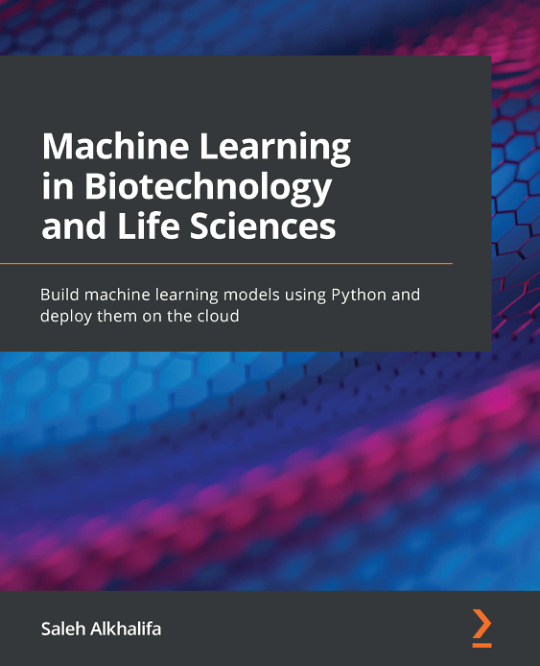 Machine Learning
in Biotechnology
and Life Sciences
Build machine learning models using Python and
deploy them on the cloud
Saleh Alkhalifa